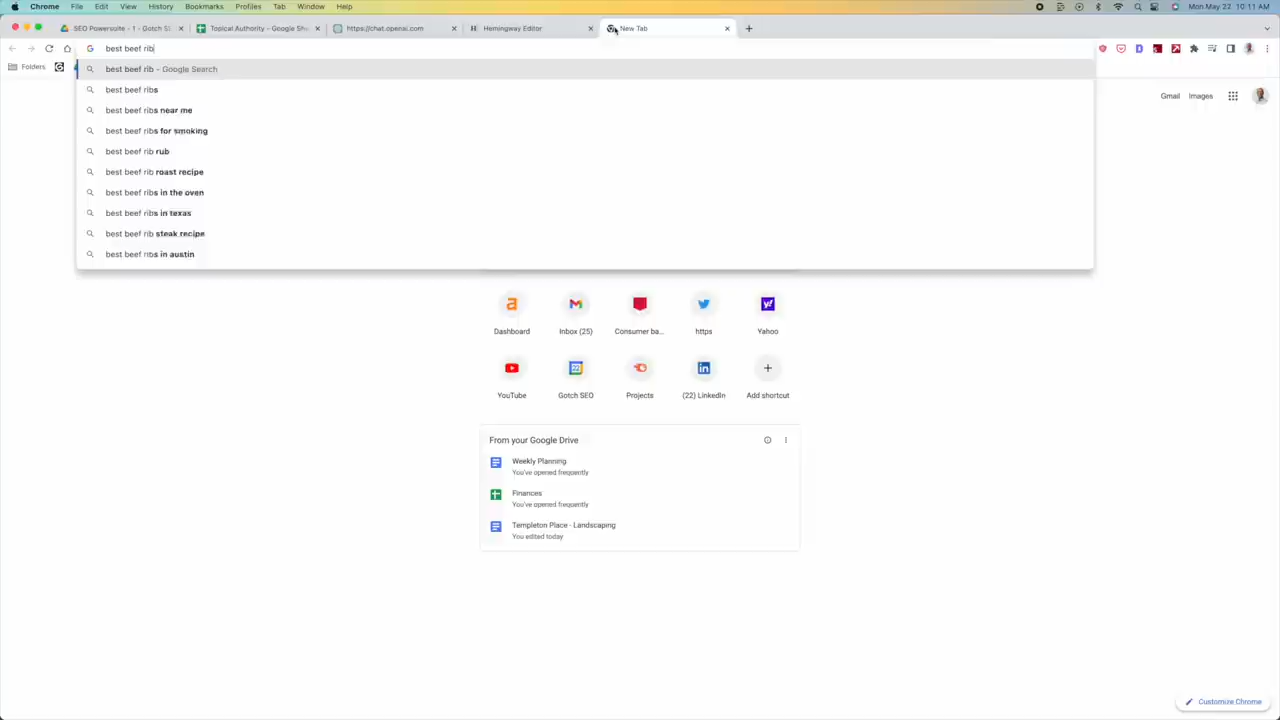 Chrome File Edit View History Bookmarks Profiles Tab Window Help Mon May 22 10:11 AM
SEO Powersuite - ! - Gotch S Topical Authority - Google She https://chat.openai.com Hemingway Editor New Tab
best beef rib
best beef rib - Google Search
Folders
best beef ribs
Gmail Images
best beef ribs near me
best beef ribs for smoking
best beef rib rub
best beef rib roast recipe
best beef ribs in the oven
best beef ribs in texas
best beef rib steak recipe
best beef ribs in austin
Dashboard Inbox (25) Consumer ba... https Yahoo
YouTube Gotch SEO Projects (22) LinkedIn Add shortcut
From your Google Drive
Weekly Planning
You've opened frequently
Finances
You've opened frequently
Templeton Place - Landscaping
You edited today
Customize Chrome